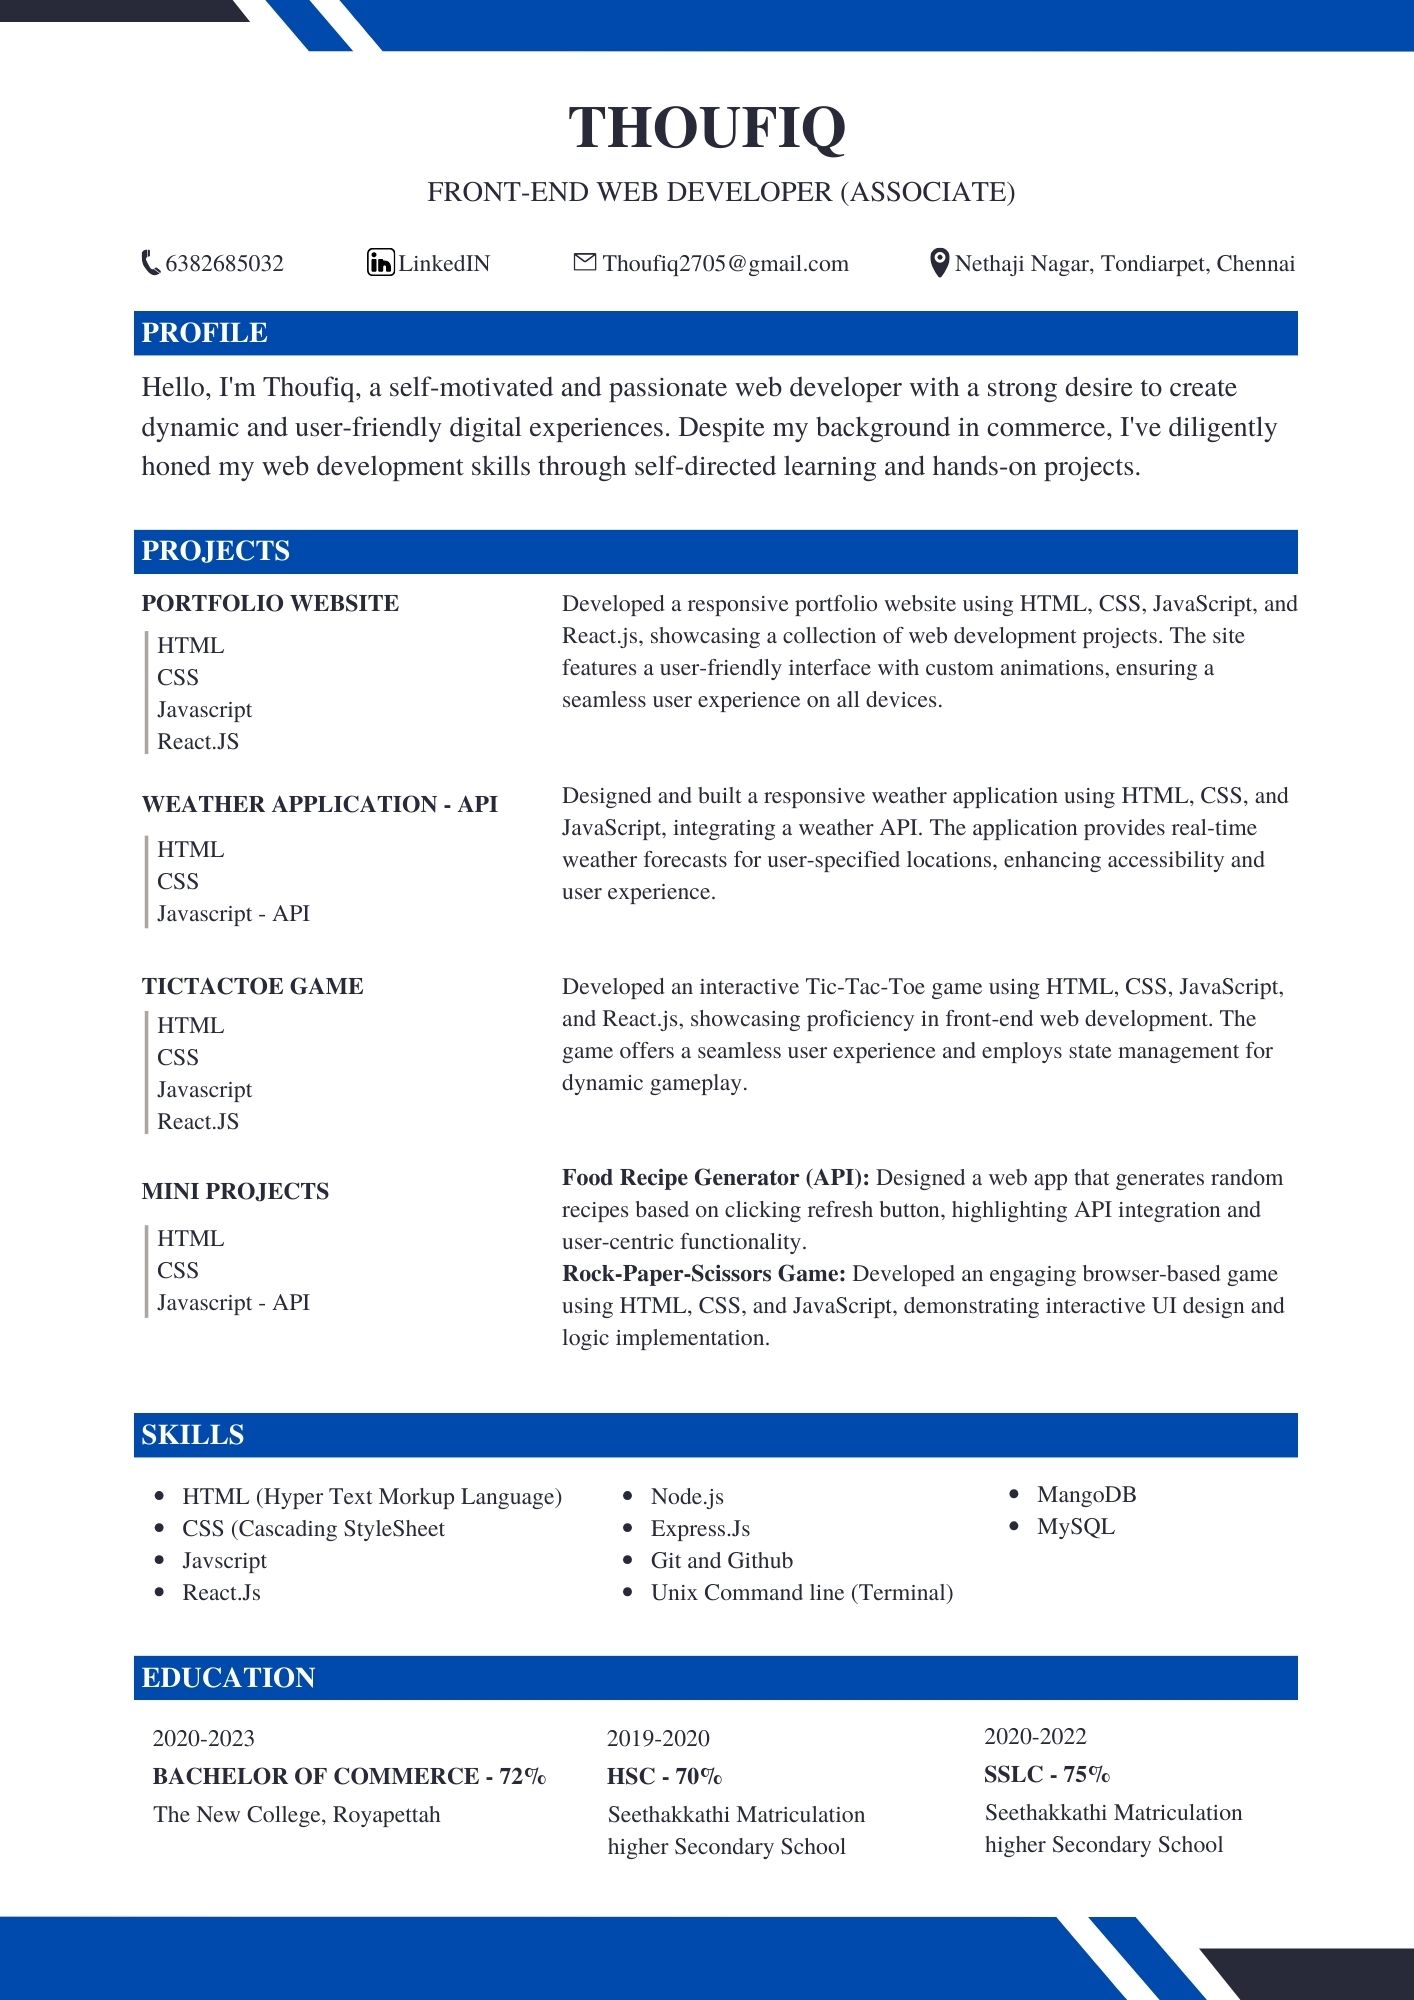 THOUFIQ
FRONT-END WEB DEVELOPER (ASSOCIATE)
6382685032 LinkedIN Thoufiq2705@gmail.com Nethaji Nagar, Tondiarpet, Chennai
PROFILE
Hello, I'm Thoufiq, a self-motivated and passionate web developer with a strong desire to create
dynamic and user-friendly digital experiences. Despite my background in commerce, I've diligently
honed my web development skills through self-directed learning and hands-on projects.
PROJECTS
PORTFOLIO WEBSITE
HTML
CSS
Javascript
React.JS
Developed a responsive portfolio website using HTML, CSS, JavaScript, and
React.js, showcasing a collection of web development projects. The site
features a user-friendly interface with custom animations, ensuring a
seamless user experience on all devices.
WEATHER APPLICATION - API
HTML
CSS
Javascript - API
Designed and built a responsive weather application using HTML, CSS, and
JavaScript, integrating a weather API. The application provides real-time
weather forecasts for user-specified locations, enhancing accessibility and
user experience.
TICTACTOE GAME
HTML
CSS
Javascript
React.JS
Developed an interactive Tic-Tac-Toe game using HTML, CSS, JavaScript,
and React.js, showcasing proficiency in front-end web development. The
game offers a seamless user experience and employs state management for
dynamic gameplay.
MINI PROJECTS
HTML
CSS
Javascript - API
Food Recipe Generator (API): Designed a web app that generates random
recipes based on clicking refresh button, highlighting API integration and
user-centric functionality.
Rock-Paper-Scissors Game: Developed an engaging browser-based game
using HTML, CSS, and JavaScript, demonstrating interactive UI design and
logic implementation.
SKILLS
HTML (Hyper Text Morkup Language)
CSS (Cascading StyleSheet
Javscript
React.Js
Node.js
Express.Js
Git and Github
Unix Command line (Terminal)
MangoDB
MySQL
EDUCATION
2020-2023
BACHELOR OF COMMERCE - 72%
The New College, Royapettah
2019-2020
HSC - 70%
Seethakkathi Matriculation
higher Secondary School
2020-2022
SSLC - 75%
Seethakkathi Matriculation
higher Secondary School